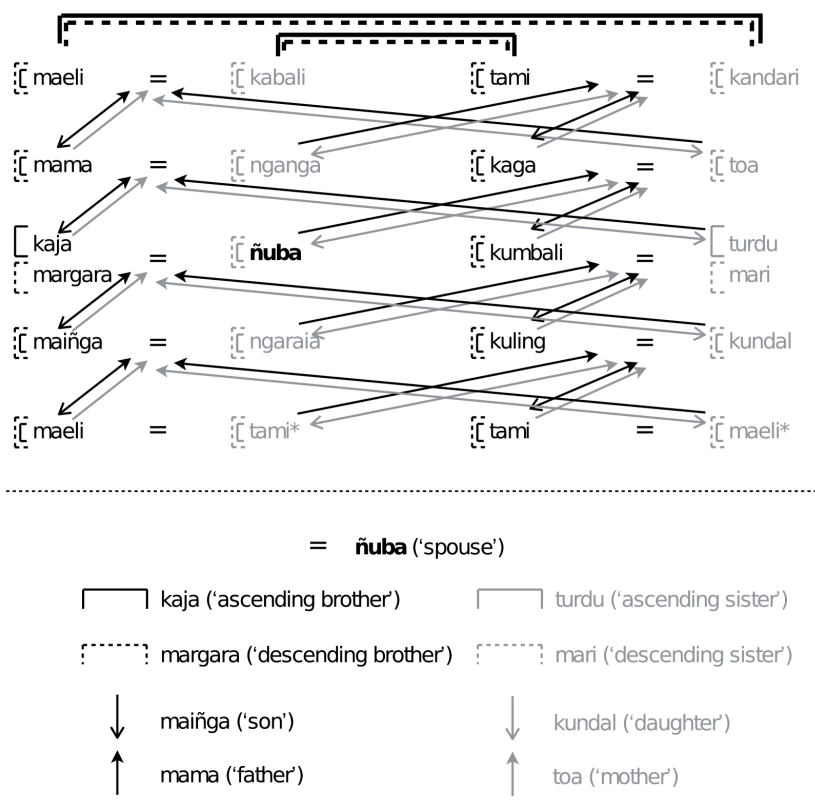 maeli = kabali tami = kandari
mama = nganga kaga = toa
kaja turdu
= ñuba kumbali =
margara mari
maiñga = ngaraia kuling = kundal
maeli = tami* tami = maeli*
= ñuba (‘spouse’)
kaja (‘ascending brother’) turdu (‘ascending sister’)
margara (‘descending brother’) mari (‘descending sister’)
maiñga (‘son’) kundal (‘daughter’)
mama (‘father’) toa (‘mother’)